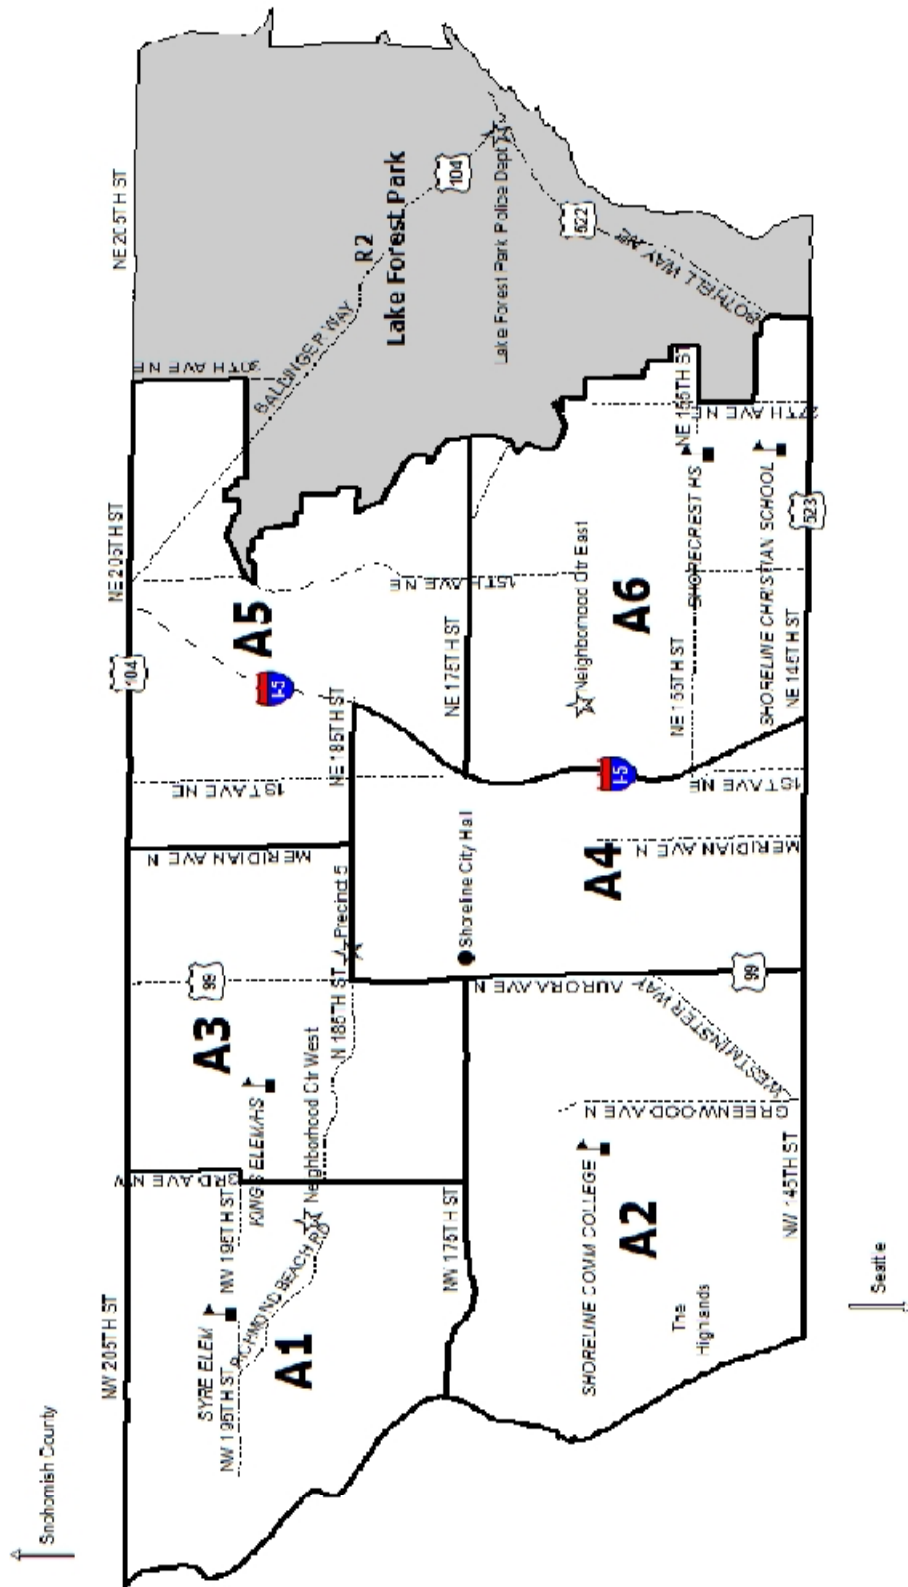 Snohomish County
NW 205TH ST
NE 205TH ST
NE 205TH ST
104
SYRE ELEM
NW 195TH ST
NW 195TH ST
RICHMOND BEACH RD
A1
3RD AVE NW
KING'S ELEM/HS
Neighborhood Ctr West
A3
99
N 185TH ST
Precinct 5
MERIDIAN AVE N
1ST AVE NE
NE 185TH ST
I-5
A5
15TH AVE NE
BALLINGER WAY
30TH AVE NE
R2
Lake Forest Park
104
Lake Forest Park Police Dept
522
BOTHELL WAY NE
NW 175TH ST
NE 175TH ST
Shoreline City Hall
AURORA AVE N
SHORELINE COMM COLLEGE
A2
The
Highlands
GREENWOOD AVE N
WESTMINSTER WAY
99
A4
MERIDIAN AVE N
I-5
1ST AVE NE
Neighborhood Ctr East
A6
NE 155TH ST
NE 155TH ST
SHORECREST HS
SHORELINE CHRISTIAN SCHOOL
27TH AVE NE
NW 145TH ST
NE 145TH ST
523
Seattle